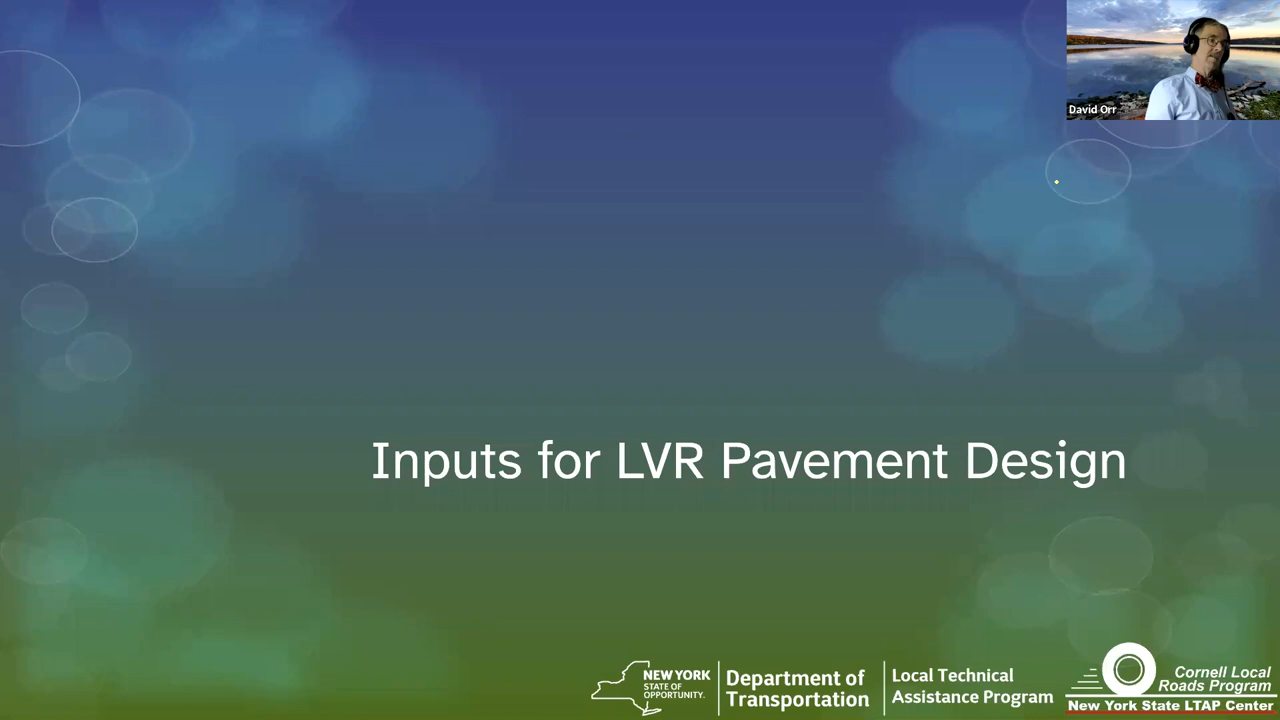 David Orr
Inputs for LVR Pavement Design
NEW YORK
STATE OF
OPPORTUNITY.
Department of
Transportation
Local Technical
Assistance Program
Cornell Local
Roads Program
New York State LTAP Center